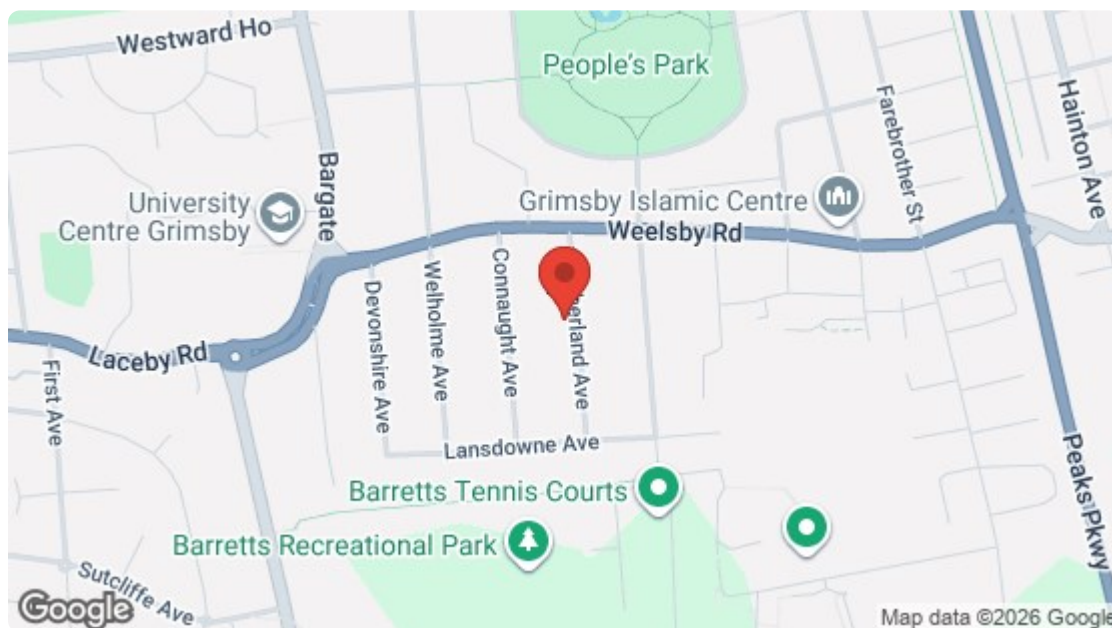 Westward Ho
People's Park
Bargate
Farebrother St
Hainton Ave
University
Centre Grimsby
Grimsby Islamic Centre
Weelsby Rd
Laceby Rd
First Ave
Devonshire Ave
Welholme Ave
Connaught Ave
Ave
Lansdowne Ave
Barretts Tennis Courts
Barretts Recreational Park
Peaks Pkwy
Sutcliffe Ave
Google
Map data ©2026 Google